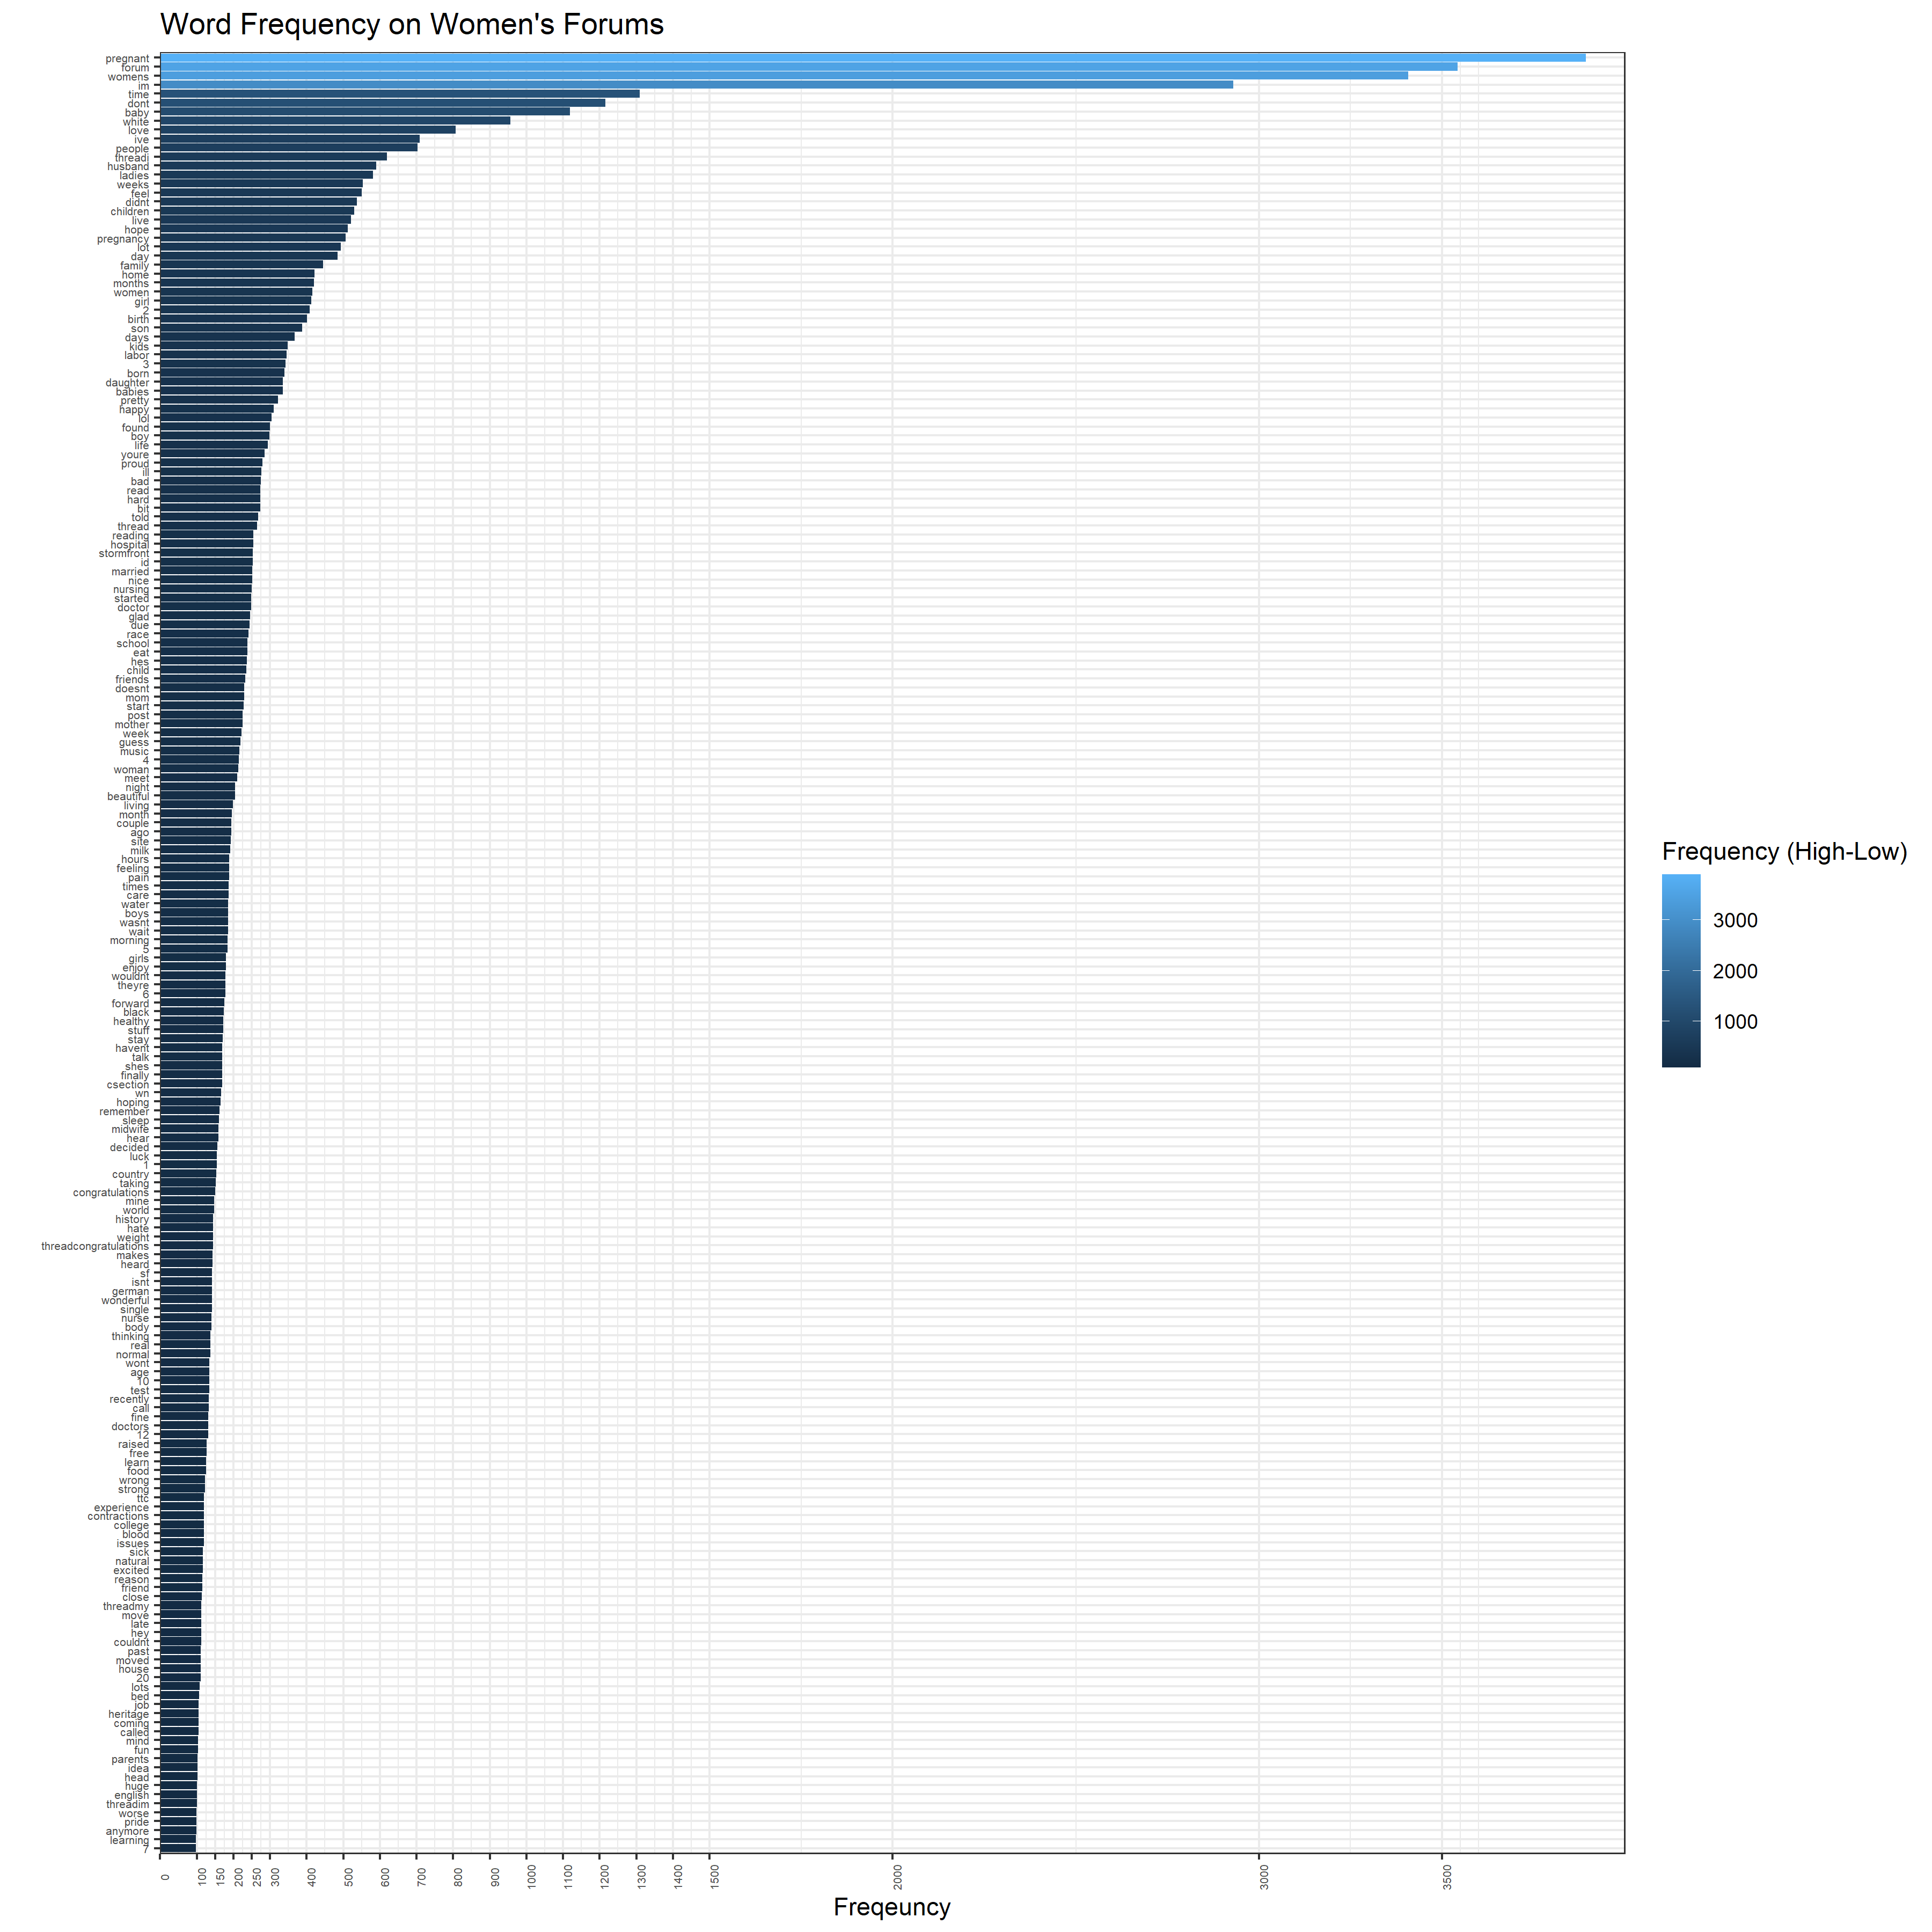 Word Frequency on Women's Forums
pregnant
forum
womens
im
time
dont
baby
white
love
ive
people
threadi
husband
ladies
weeks
feel
didnt
children
live
hope
pregnancy
lot
day
family
home
months
women
girl
2
birth
son
days
kids
labor
3
born
daughter
babies
pretty
happy
lol
found
boy
life
youre
proud
ill
bad
read
hard
bit
told
thread
reading
hospital
stormfront
id
married
nice
nursing
started
doctor
glad
due
race
school
eat
hes
child
friends
doesnt
mom
start
post
mother
week
guess
music
4
woman
meet
night
beautiful
living
month
couple
ago
site
milk
hours
feeling
pain
times
care
water
boys
wasnt
wait
morning
5
girls
enjoy
wouldnt
theyre
6
forward
black
healthy
stuff
stay
havent
talk
shes
finally
csection
wn
hoping
remember
sleep
midwife
hear
decided
luck
1
country
taking
congratulations
mine
world
history
hate
weight
threadcongratulations
makes
heard
sf
isnt
german
wonderful
single
nurse
body
thinking
real
normal
wont
age
10
test
recently
call
fine
doctors
12
raised
free
learn
food
wrong
strong
ttc
experience
contractions
college
blood
issues
sick
natural
excited
reason
friend
close
threadmy
move
late
hey
couldnt
past
moved
house
20
lots
bed
job
heritage
coming
called
mind
fun
parents
idea
head
huge
english
threadim
worse
pride
anymore
learning
7
0 100 150 200 250 300 400 500 600 700 800 900 1000 1100 1200 1300 1400 1500 2000 3000 3500
Freqeuncy
Frequency (High-Low)
3000
2000
1000